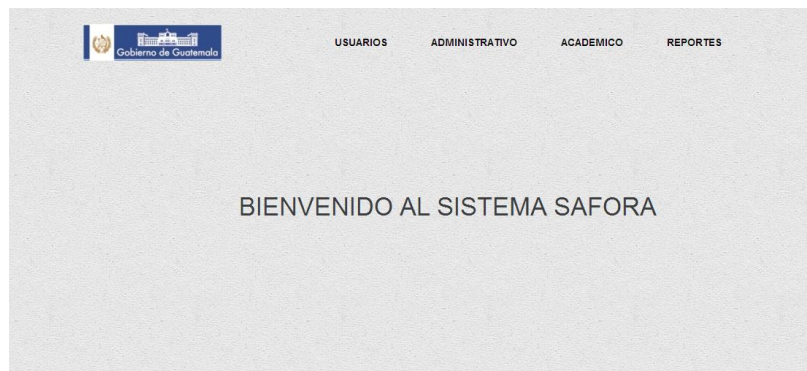 Gobierno de Guatemala
USUARIOS ADMINISTRATIVO ACADEMICO REPORTES
BIENVENIDO AL SISTEMA SAFORA